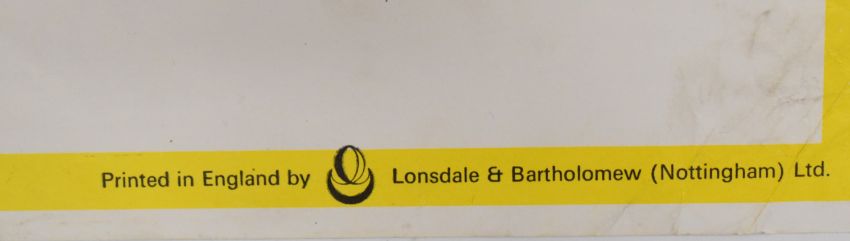 Printed in England by Lonsdale & Bartholomew (Nottingham) Ltd.